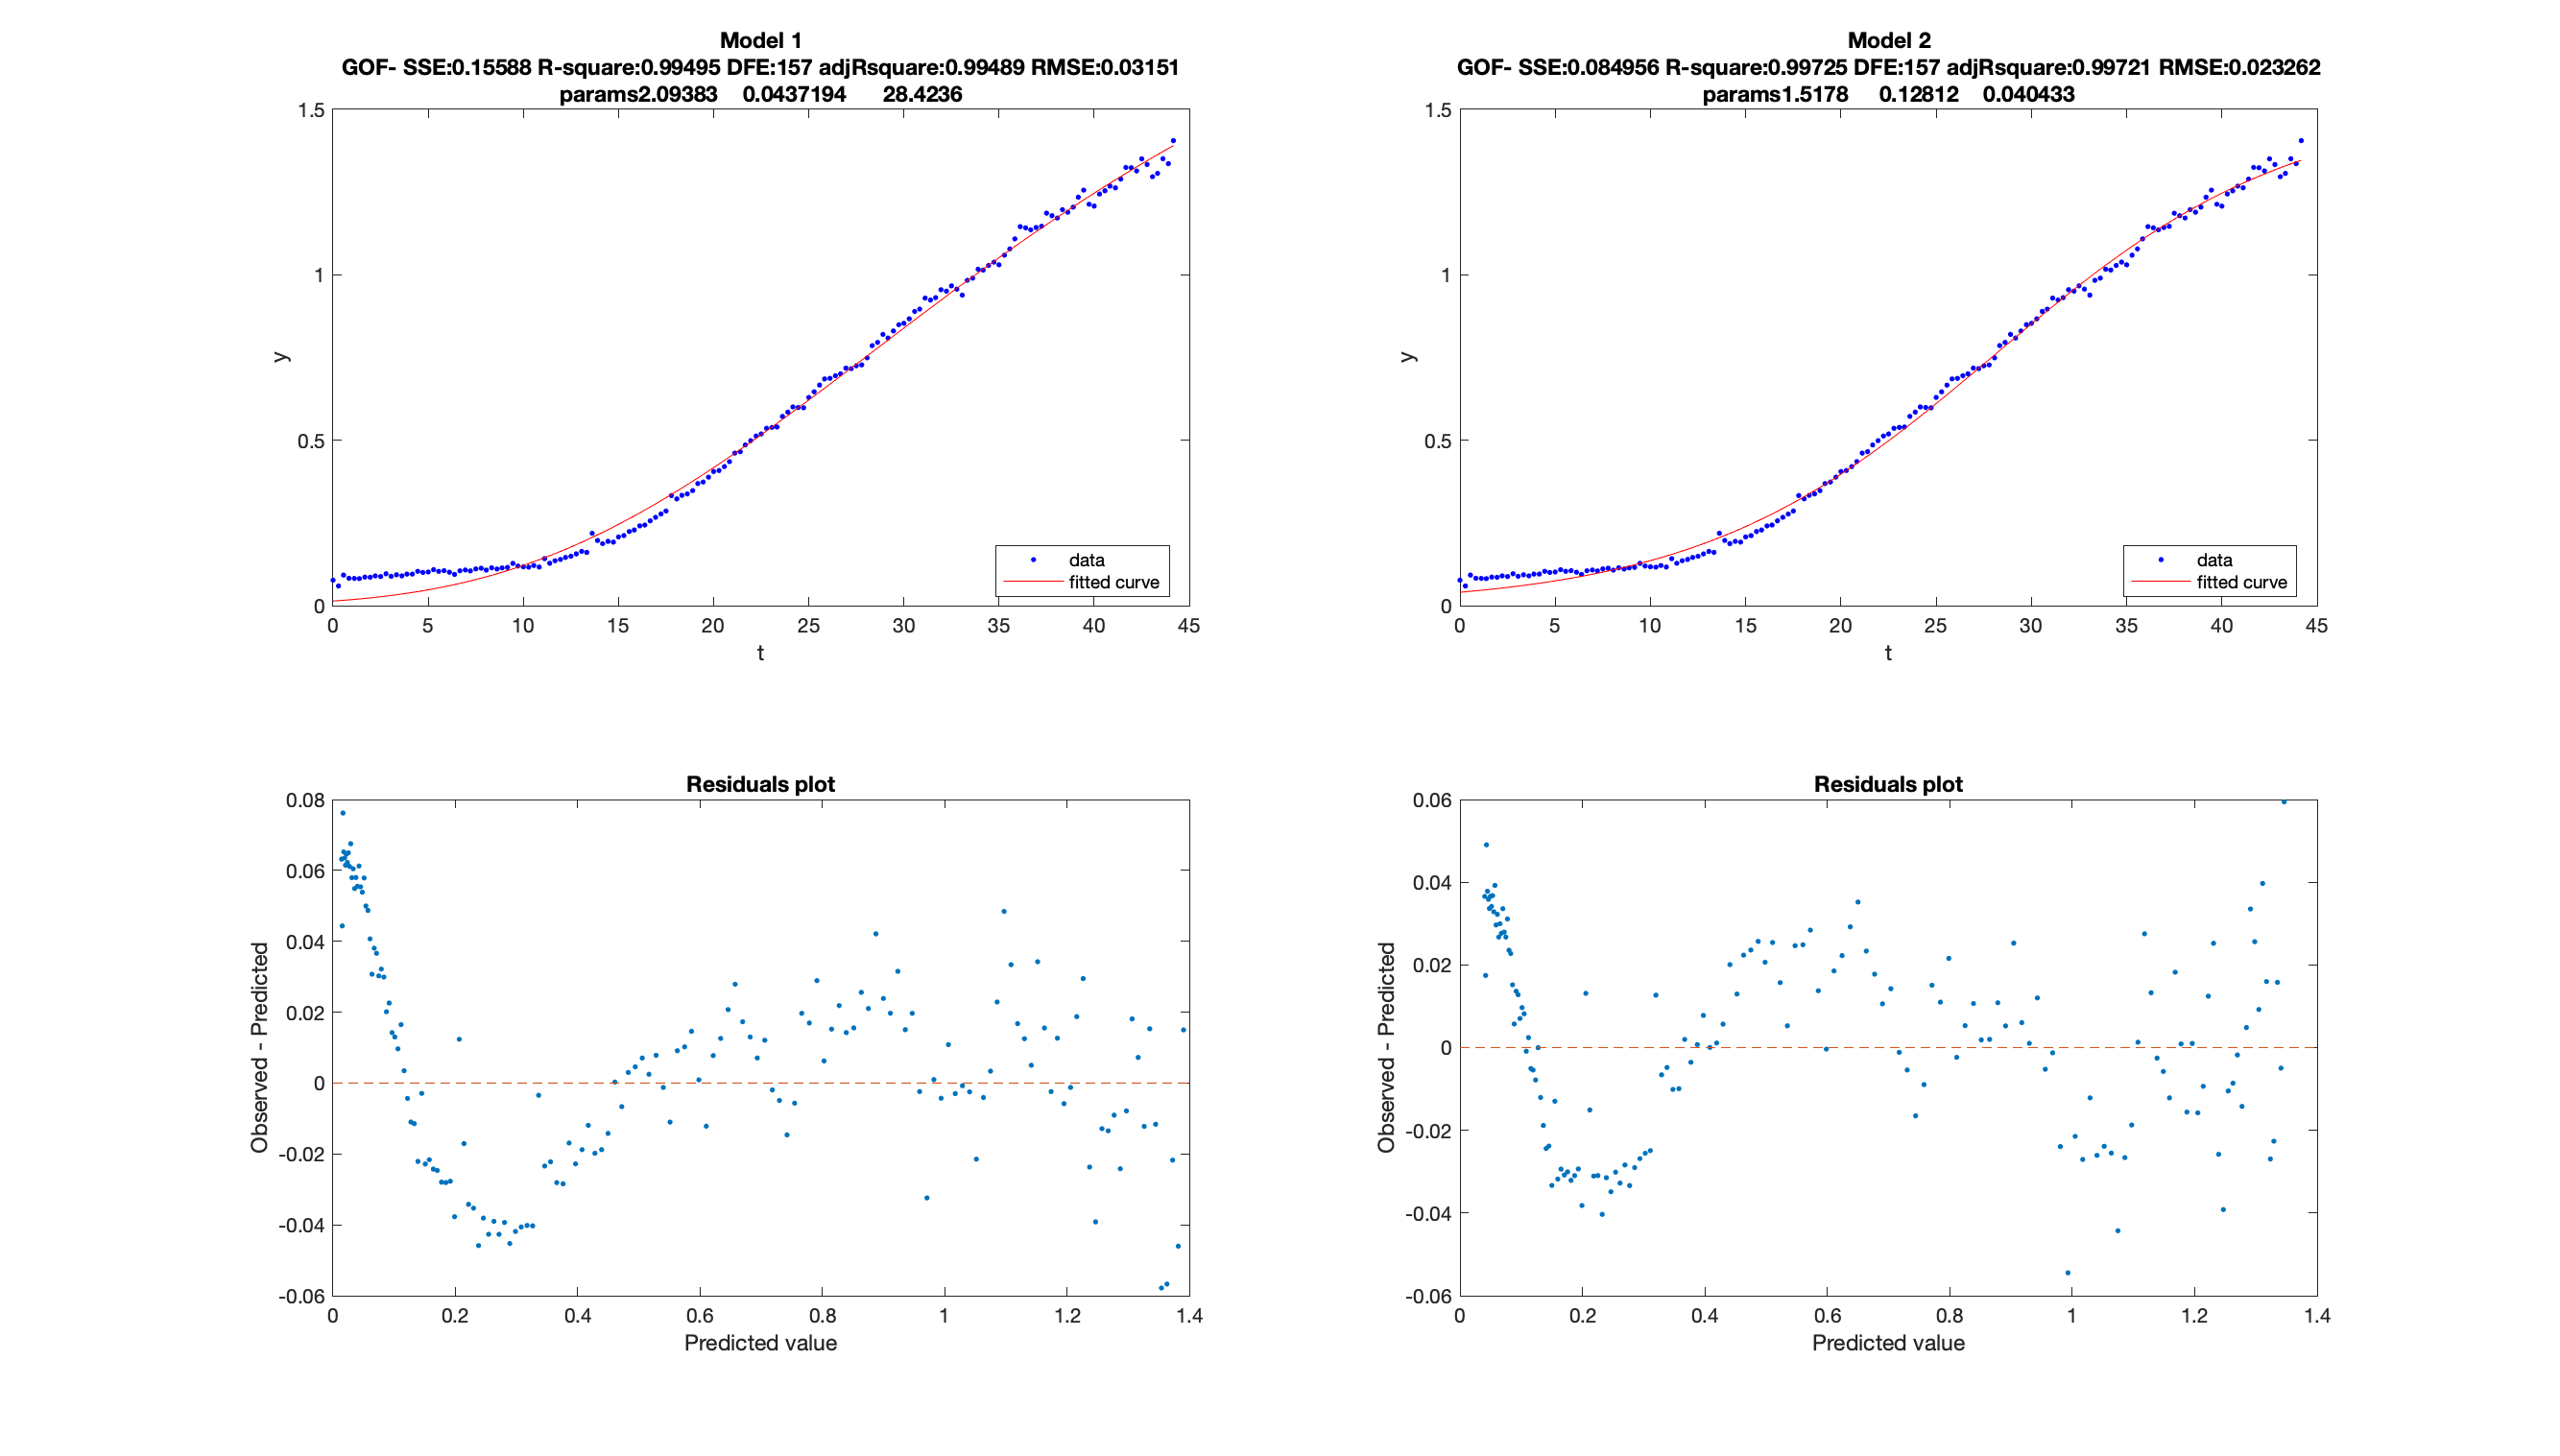 Model 1
GOF- SSE:0.15588 R-square:0.99495 DFE:157 adjRsquare:0.99489 RMSE:0.03151
params2.09383 0.0437194 28.4236
1.5
1
0.5
0
y
0 5 10 15 20 25 30 35 40 45
t
data
fitted curve
Model 2
GOF- SSE:0.084956 R-square:0.99725 DFE:157 adjRsquare:0.99721 RMSE:0.023262
params1.5178 0.12812 0.040433
1.5
1
0.5
0
y
0 5 10 15 20 25 30 35 40 45
t
data
fitted curve
Residuals plot
0.08
0.06
0.04
0.02
0
-0.02
-0.04
-0.06
Observed - Predicted
0 0.2 0.4 0.6 0.8 1 1.2 1.4
Predicted value
Residuals plot
0.06
0.04
0.02
0
-0.02
-0.04
-0.06
Observed - Predicted
0 0.2 0.4 0.6 0.8 1 1.2 1.4
Predicted value